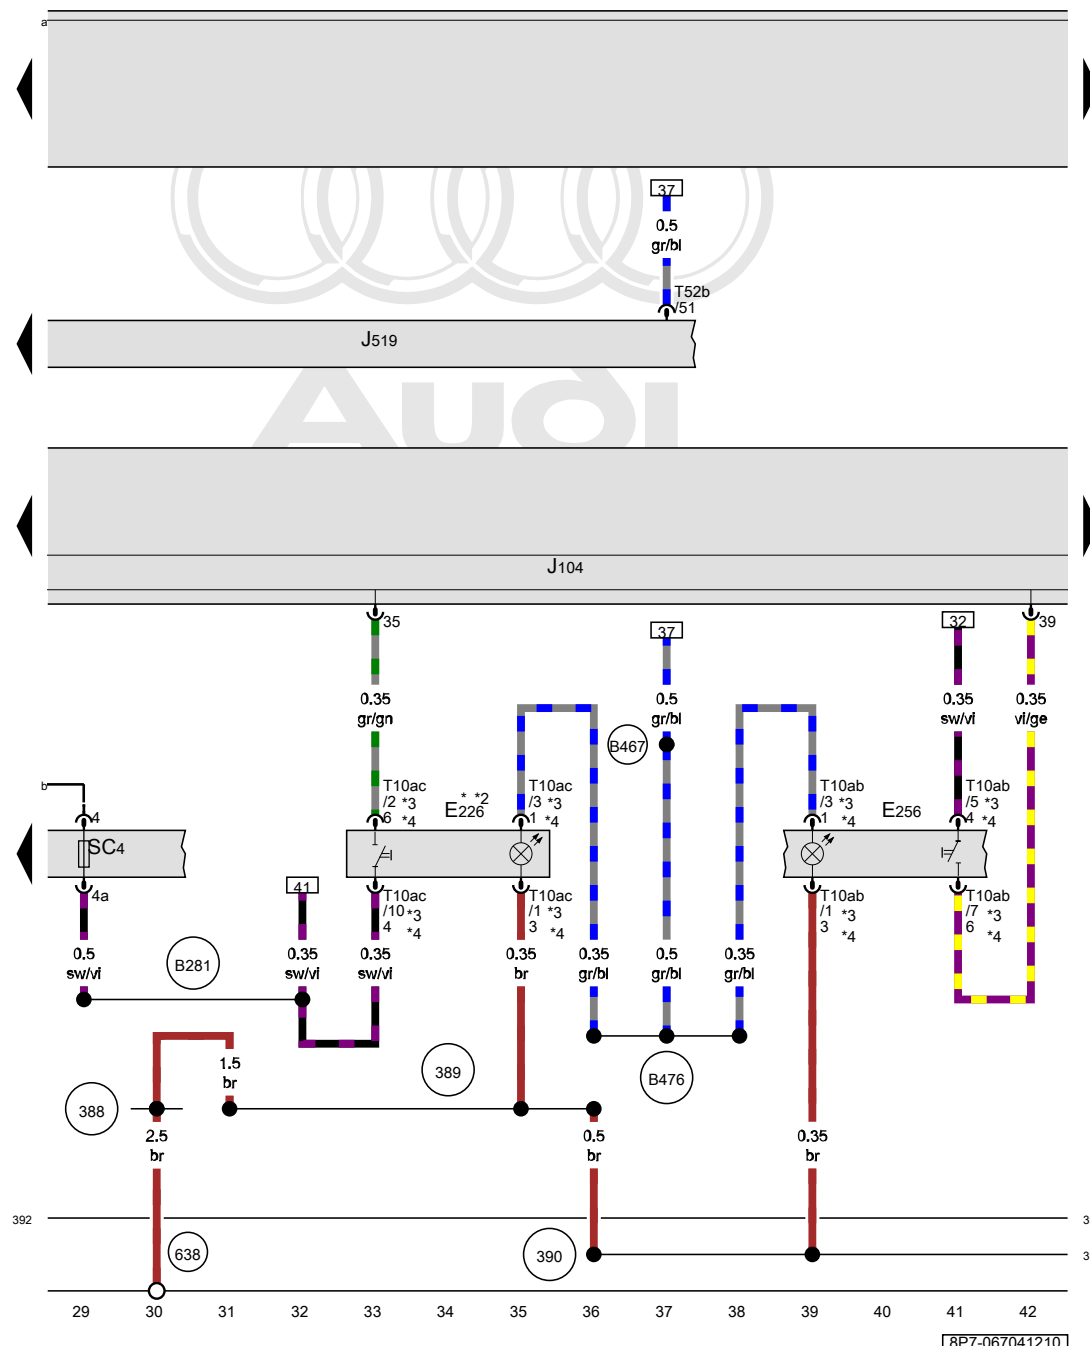 a
37
0.5
gr/bl
T52b
/51
J519
Audi
J104
35
37
32
39
0.35
gr/gn
0.5
gr/bl
0.35
sw/vi
0.35
vi/ge
B467
b
4
T10ac
/2 *3
6 *4
E226 * *2
T10ac
/3 *3
1 *4
T10ab
/3 *3
1 *4
E256
T10ab
/5 *3
4 *4
SC4
4a
41
T10ac
/10 *3
4 *4
T10ac
/1 *3
3 *4
T10ab
/1 *3
3 *4
T10ab
/7 *3
6 *4
0.5
sw/vi
B281
0.35
sw/vi
0.35
sw/vi
0.35
br
0.35
gr/bl
0.5
gr/bl
0.35
gr/bl
1.5
br
389
B476
388
2.5
br
0.5
br
0.35
br
392
3
638
390
3
29 30 31 32 33 34 35 36 37 38 39 40 41 42
8P7-067041210